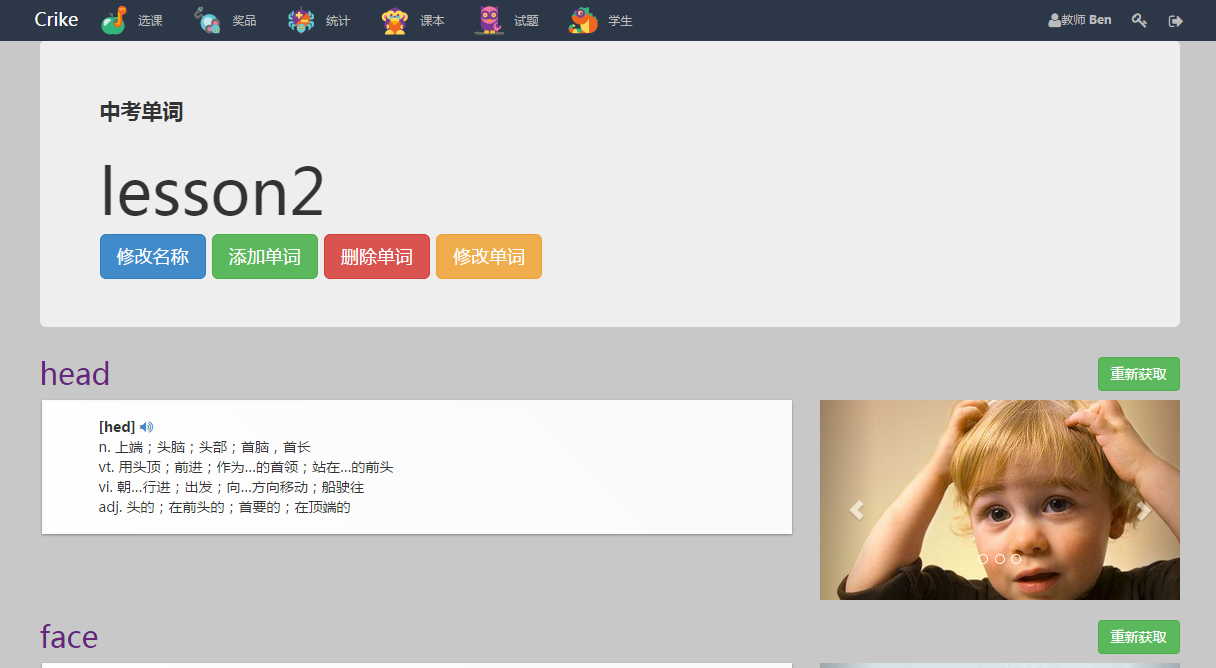 Crike 选课 奖品 统计 课本 试题 学生 教师 Ben
中考单词
lesson2
修改名称 添加单词 删除单词 修改单词
head 重新获取
[hed]
n. 上端；头脑；头部；首脑，首长
vt. 用头顶；前进；作为...的首领；站在...的前头
vi. 朝...行进；出发；向...方向移动；船驶往
adj. 头的；在前头的；首要的；在顶端的
face 重新获取